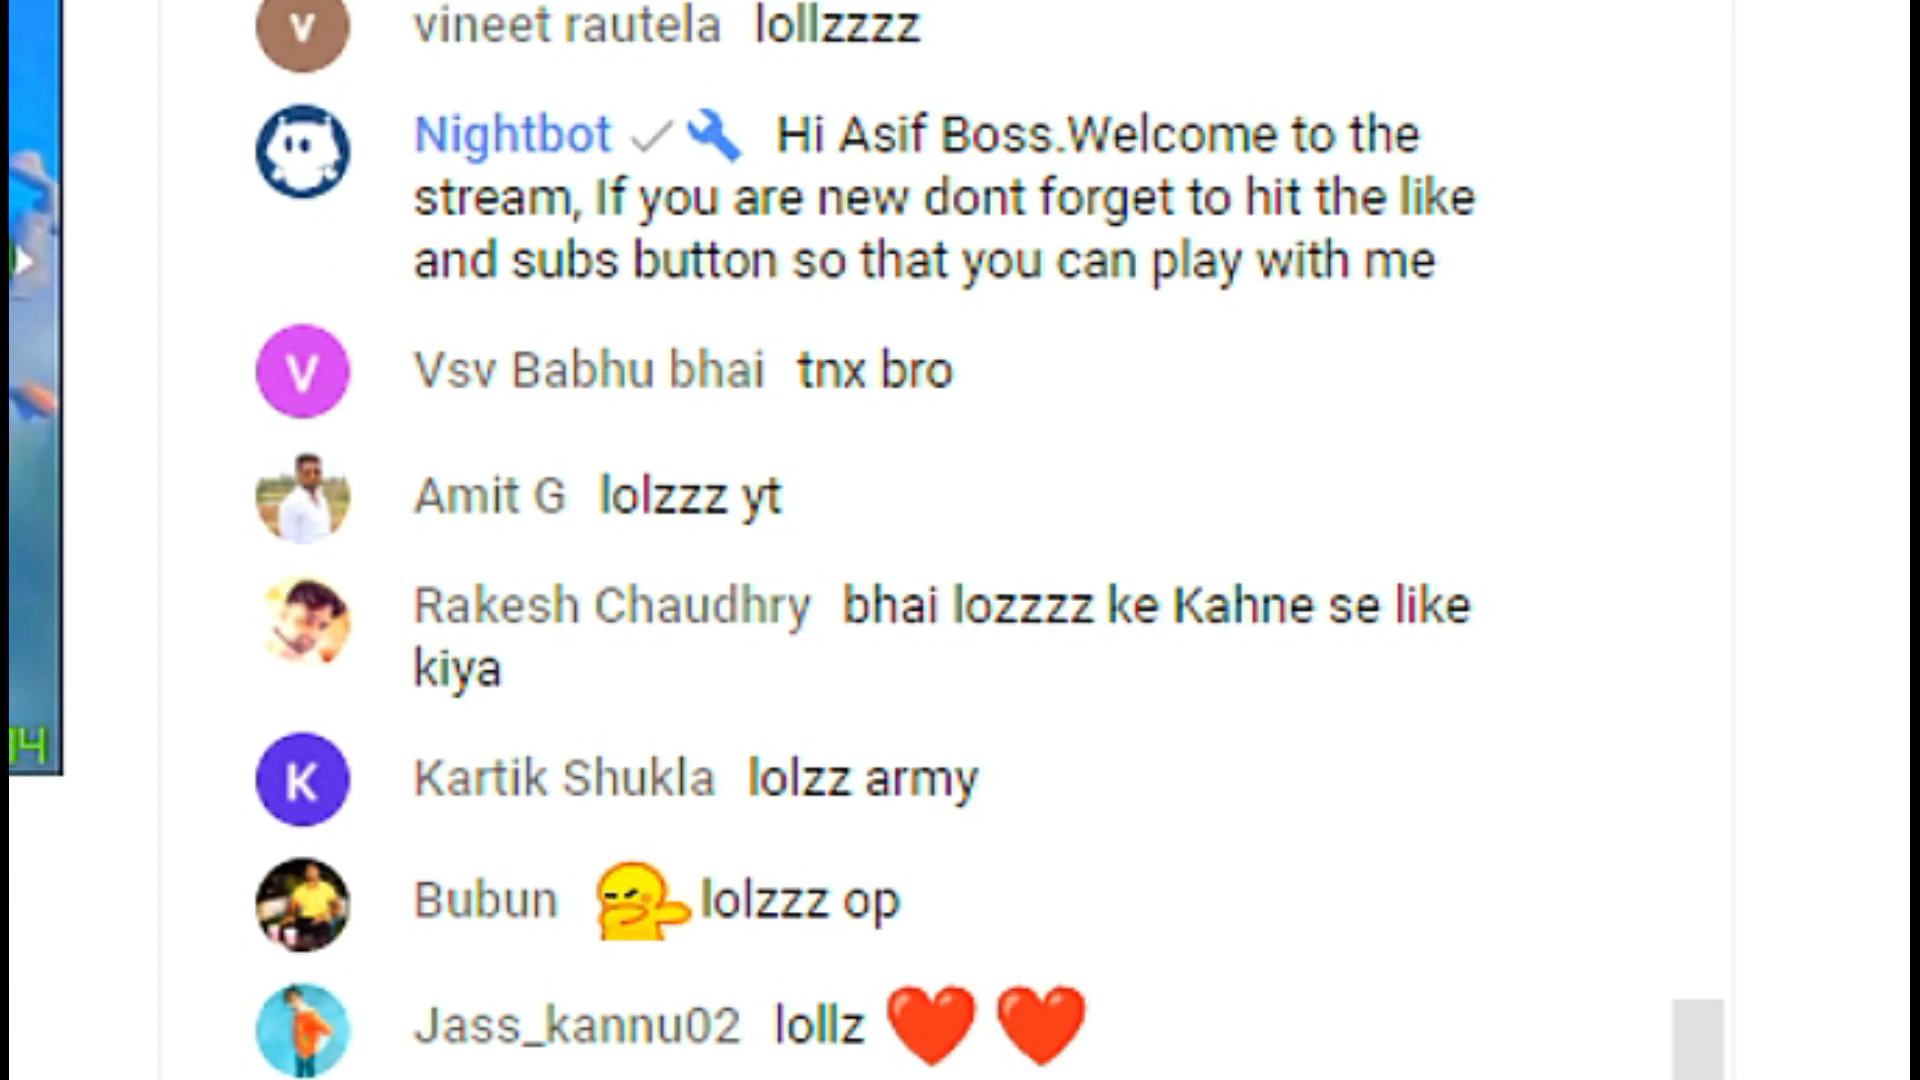 v vineet rautela lollzzzz
Nightbot Hi Asif Boss.Welcome to the
stream, If you are new dont forget to hit the like
and subs button so that you can play with me
V Vsv Babhu bhai tnx bro
Amit G lolzzz yt
Rakesh Chaudhry bhai lozzzz ke Kahne se like
kiya
K Kartik Shukla lolzz army
Bubun lolzzz op
Jass_kannu02 lollz ❤️ ❤️